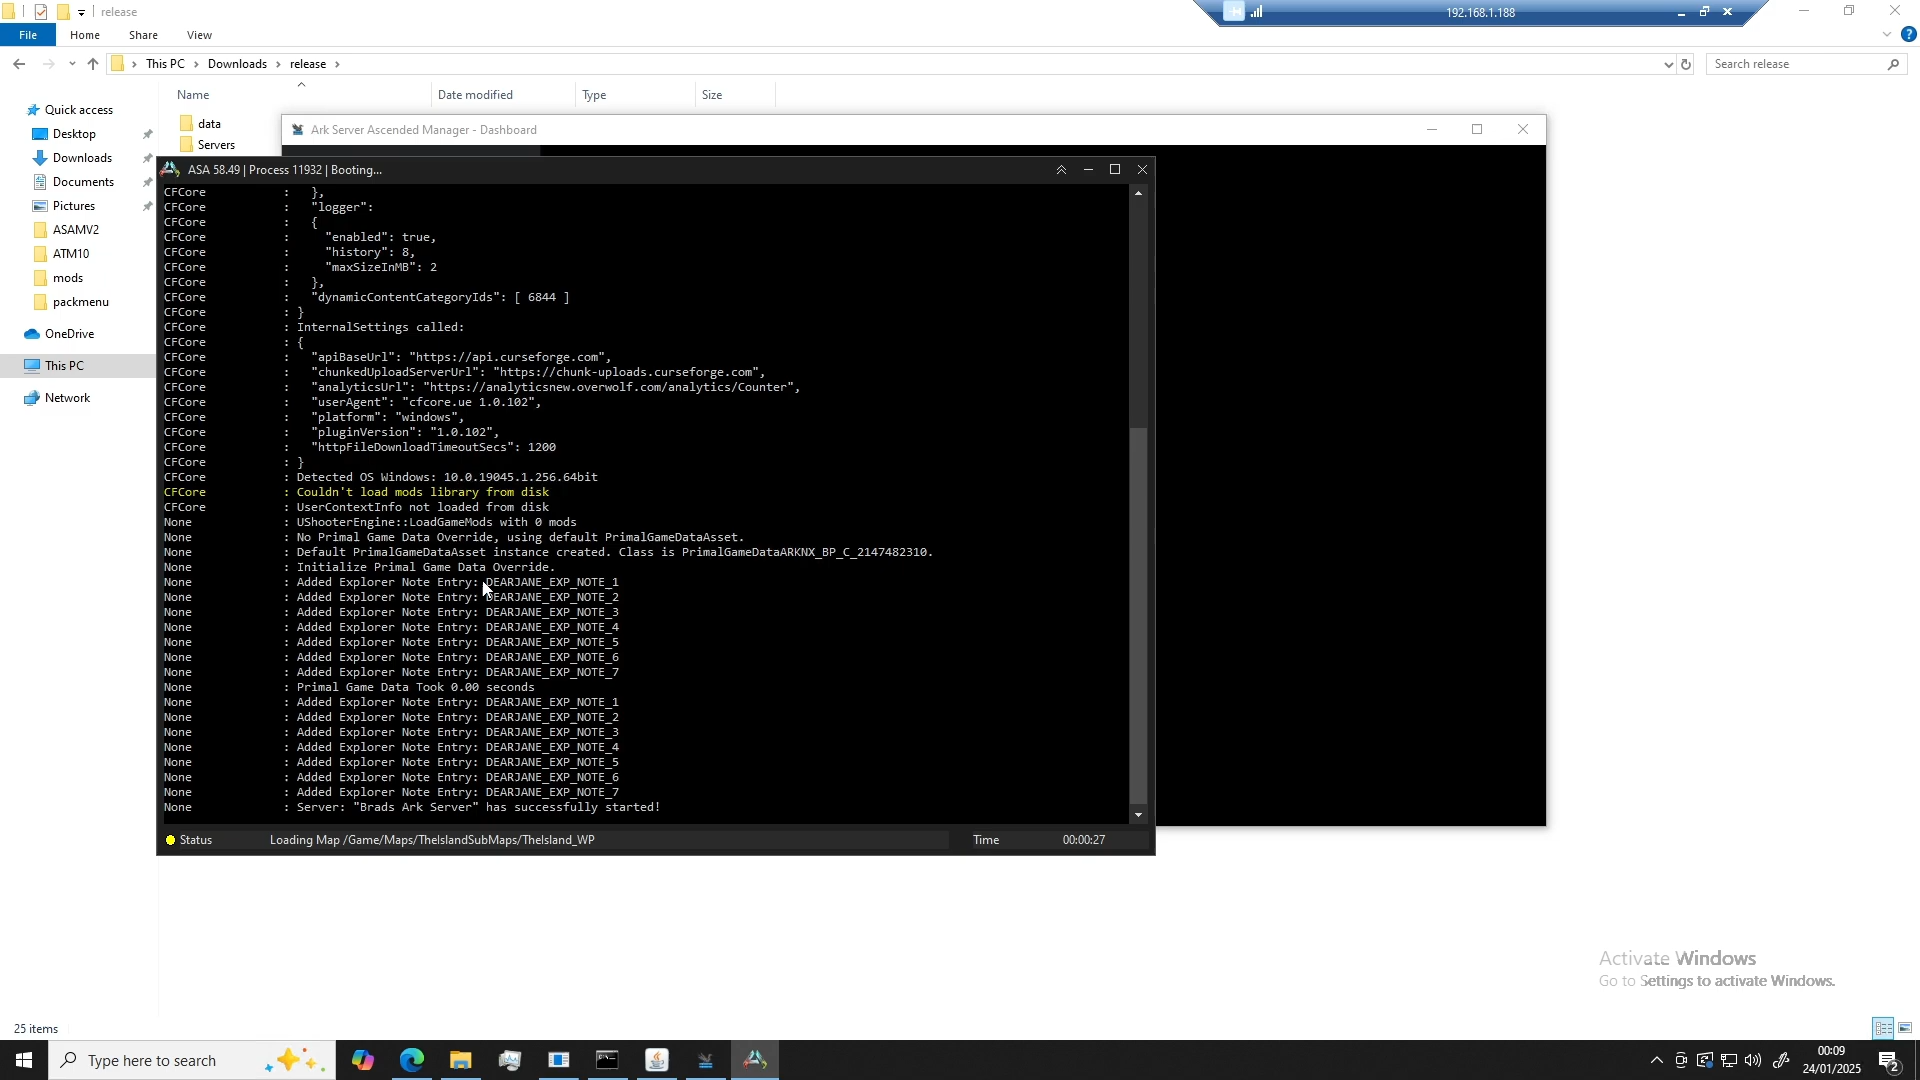 release
192.168.1.188
File Home Share View
This PC Downloads release
Search release
Name Date modified Type Size
Quick access
Desktop
Downloads
Documents
Pictures
ASAMV2
ATM10
mods
packmenu
OneDrive
This PC
Network
data
Servers
Ark Server Ascended Manager - Dashboard
ASA 58.49 | Process 11932 | Booting...
CFCore : },
CFCore : "logger":
CFCore : {
CFCore : "enabled": true,
CFCore : "history": 8,
CFCore : "maxSizeInMB": 2
CFCore : },
CFCore : "dynamicContentCategoryIds": [ 6844 ]
CFCore : }
CFCore : InternalSettings called:
CFCore : {
CFCore : "apiBaseUrl": "https://api.curseforge.com",
CFCore : "chunkedUploadServerUrl": "https://chunk-uploads.curseforge.com",
CFCore : "analyticsUrl": "https://analyticsnew.overwolf.com/analytics/Counter",
CFCore : "userAgent": "cfcore.ue 1.0.102",
CFCore : "platform": "windows",
CFCore : "pluginVersion": "1.0.102",
CFCore : "httpFileDownloadTimeoutSecs": 1200
CFCore : }
CFCore : Detected OS Windows: 10.0.19045.1.256.64bit
CFCore : Couldn't load mods library from disk
CFCore : UserContextInfo not loaded from disk
None : UShooterEngine::LoadGameMods with 0 mods
None : No Primal Game Data Override, using default PrimalGameDataAsset.
None : Default PrimalGameDataAsset instance created. Class is PrimalGameDataARKNX_BP_C_2147482310.
None : Initialize Primal Game Data Override.
None : Added Explorer Note Entry: DEARJANE_EXP_NOTE_1
None : Added Explorer Note Entry: DEARJANE_EXP_NOTE_2
None : Added Explorer Note Entry: DEARJANE_EXP_NOTE_3
None : Added Explorer Note Entry: DEARJANE_EXP_NOTE_4
None : Added Explorer Note Entry: DEARJANE_EXP_NOTE_5
None : Added Explorer Note Entry: DEARJANE_EXP_NOTE_6
None : Added Explorer Note Entry: DEARJANE_EXP_NOTE_7
None : Primal Game Data Took 0.00 seconds
None : Added Explorer Note Entry: DEARJANE_EXP_NOTE_1
None : Added Explorer Note Entry: DEARJANE_EXP_NOTE_2
None : Added Explorer Note Entry: DEARJANE_EXP_NOTE_3
None : Added Explorer Note Entry: DEARJANE_EXP_NOTE_4
None : Added Explorer Note Entry: DEARJANE_EXP_NOTE_5
None : Added Explorer Note Entry: DEARJANE_EXP_NOTE_6
None : Added Explorer Note Entry: DEARJANE_EXP_NOTE_7
None : Server: "Brads Ark Server" has successfully started!
Status Loading Map /Game/Maps/TheIslandSubMaps/TheIsland_WP Time 00:00:27
Activate Windows
Go to Settings to activate Windows.
25 items
Type here to search
00:09
24/01/2025
2